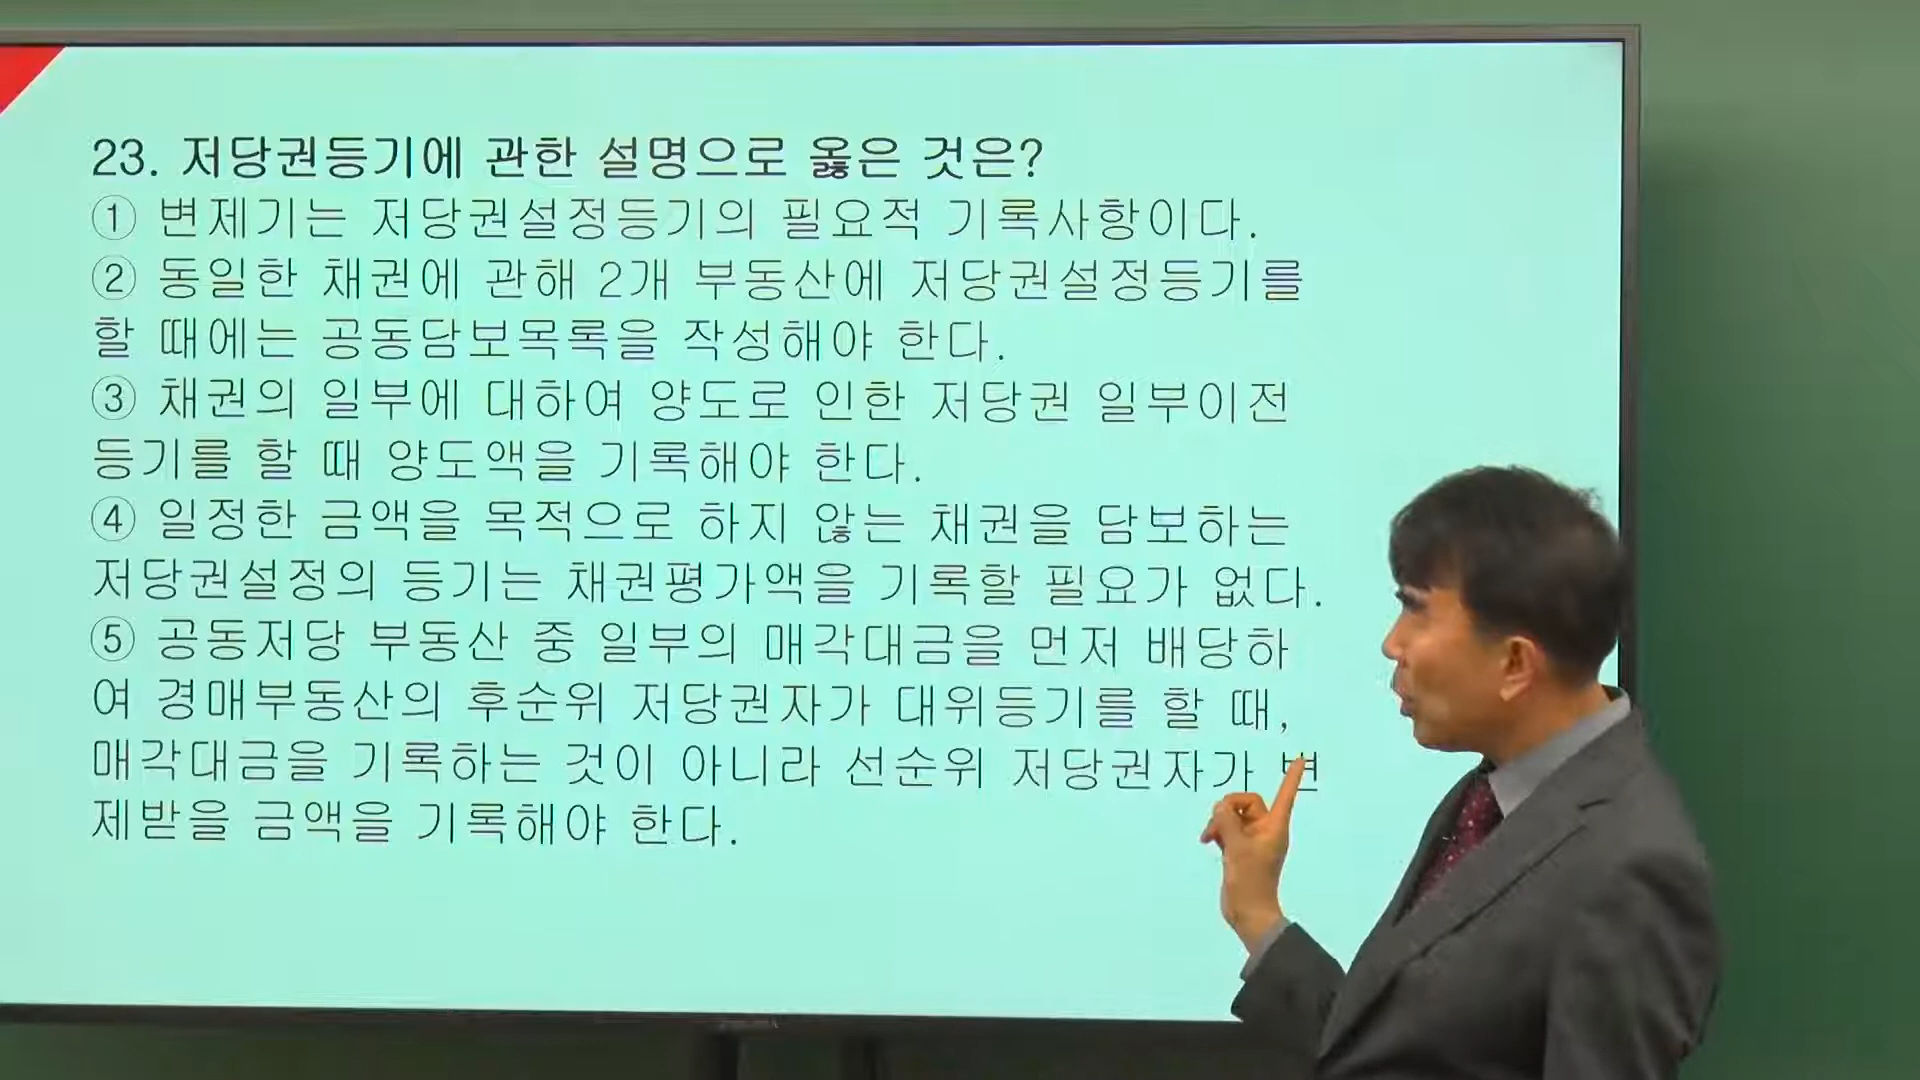 23. 저당권등기에 관한 설명으로 옳은 것은?
① 변제기는 저당권설정등기의 필요적 기록사항이다.
② 동일한 채권에 관해 2개 부동산에 저당권설정등기를
할 때에는 공동담보목록을 작성해야 한다.
③ 채권의 일부에 대하여 양도로 인한 저당권 일부이전
등기를 할 때 양도액을 기록해야 한다.
④ 일정한 금액을 목적으로 하지 않는 채권을 담보하는
저당권설정의 등기는 채권평가액을 기록할 필요가 없다.
⑤ 공동저당 부동산 중 일부의 매각대금을 먼저 배당하
여 경매부동산의 후순위 저당권자가 대위등기를 할 때,
매각대금을 기록하는 것이 아니라 선순위 저당권자가 변
제받을 금액을 기록해야 한다.